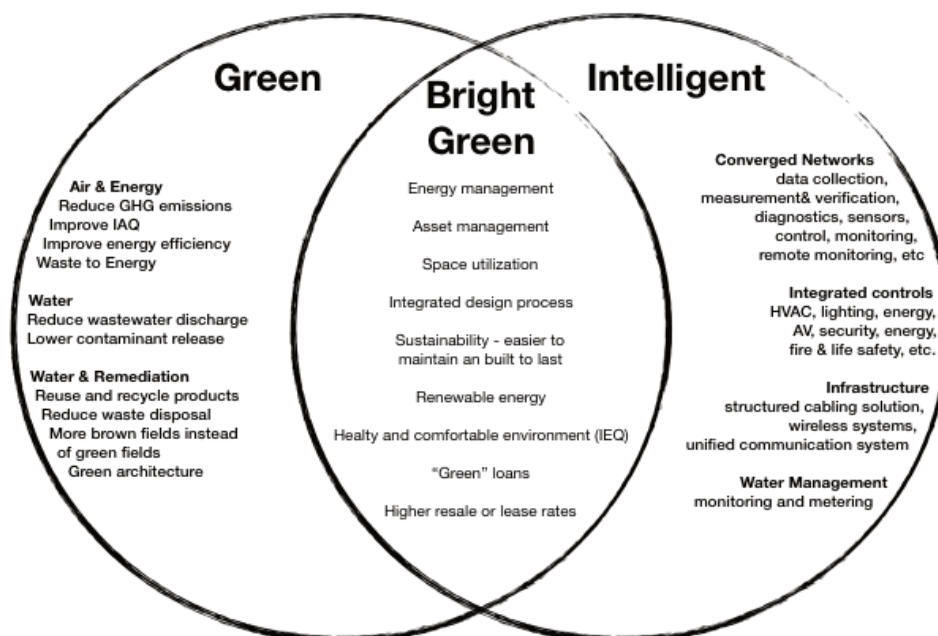 Green
Air & Energy
Reduce GHG emissions
Improve IAQ
Improve energy efficiency
Waste to Energy
Water
Reduce wastewater discharge
Lower contaminant release
Water & Remediation
Reuse and recycle products
Reduce waste disposal
More brown fields instead
of green fields
Green architecture
Bright
Green
Energy management
Asset management
Space utilization
Integrated design process
Sustainability - easier to
maintain an built to last
Renewable energy
Healty and comfortable environment (IEQ)
“Green” loans
Higher resale or lease rates
Intelligent
Converged Networks
data collection,
measurement& verification,
diagnostics, sensors,
control, monitoring,
remote monitoring, etc
Integrated controls
HVAC, lighting, energy,
AV, security, energy,
fire & life safety, etc.
Infrastructure
structured cabling solution,
wireless systems,
unified communication system
Water Management
monitoring and metering